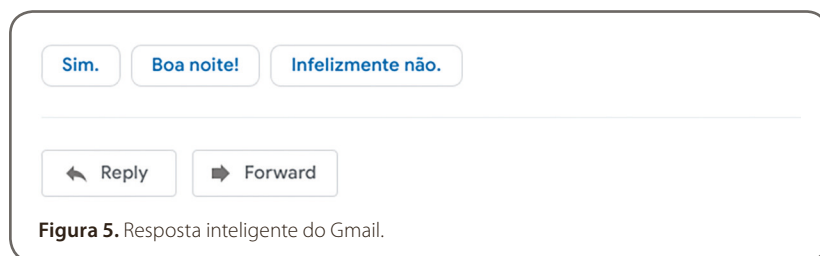 Sim. Boa noite! Infelizmente não.
Reply Forward
Figura 5. Resposta inteligente do Gmail.